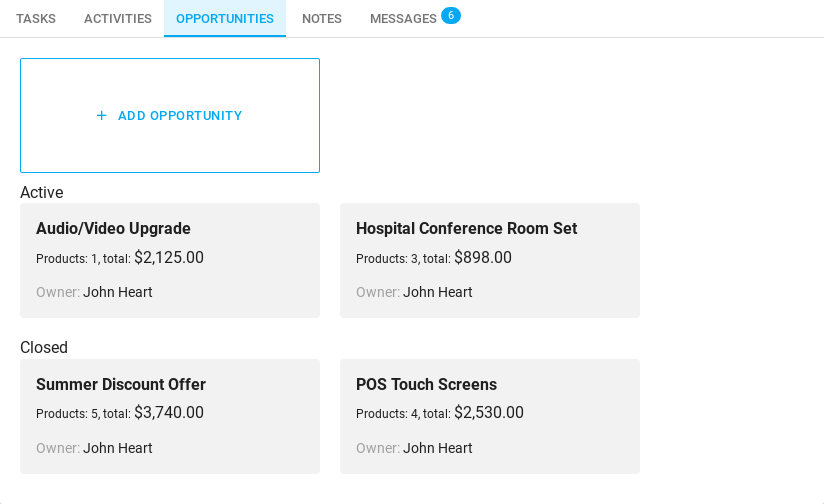 TASKS ACTIVITIES OPPORTUNITIES NOTES MESSAGES 6
+ ADD OPPORTUNITY
Active
Audio/Video Upgrade
Products: 1, total: $2,125.00
Owner: John Heart
Hospital Conference Room Set
Products: 3, total: $898.00
Owner: John Heart
Closed
Summer Discount Offer
Products: 5, total: $3,740.00
Owner: John Heart
POS Touch Screens
Products: 4, total: $2,530.00
Owner: John Heart